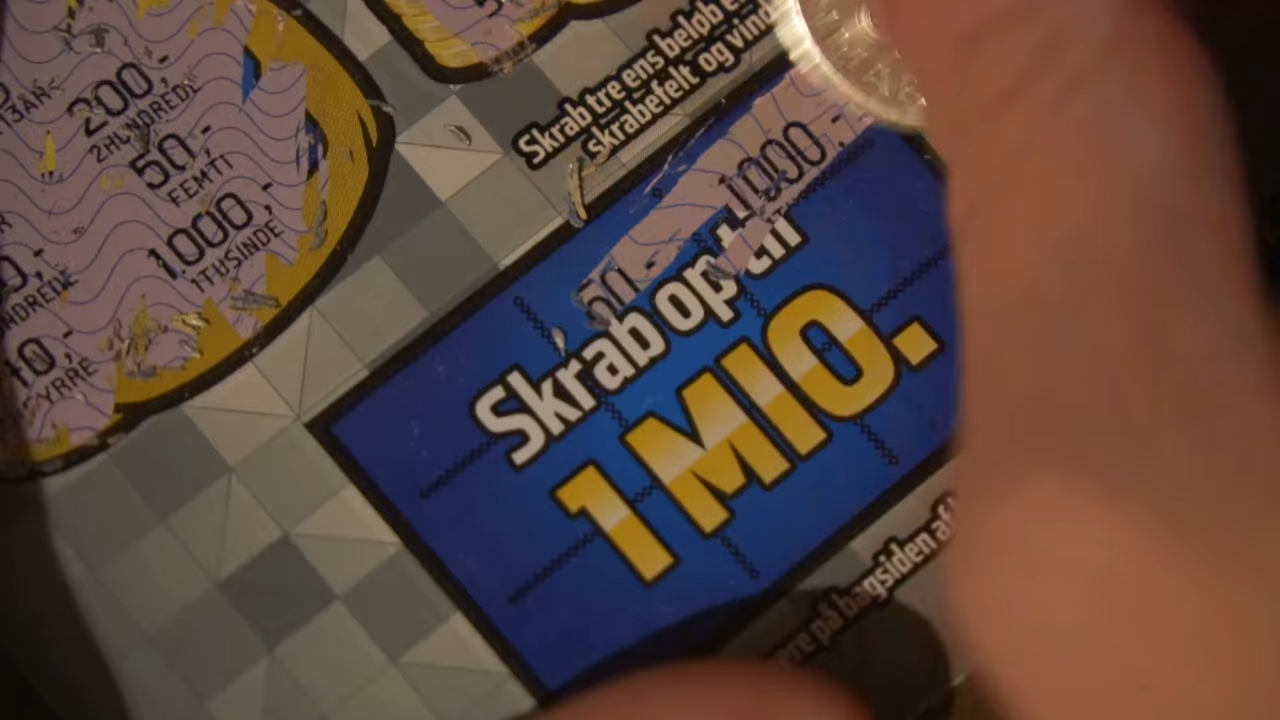 200,-
2HUNDREDE
50,-
FEMTI
1000,-
1TUSINDE
40,-
FYRRE
Skrab tre ens beløb
skrabefelt og vind
1000,-
50,-
Skrab op til
1 MIO.
på bagsiden af